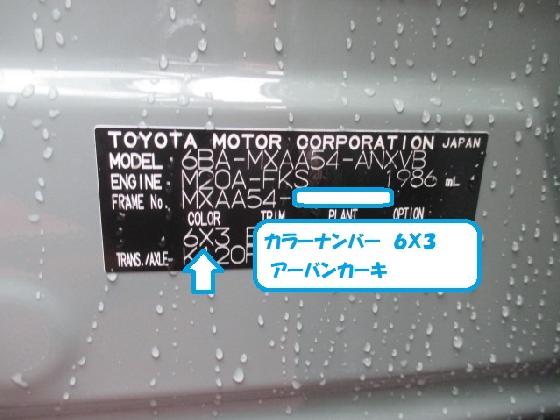 TOYOTA MOTOR CORPORATION JAPAN
MODEL 6BA-MXAA54-ANXVB
ENGINE M20A-FKS 1986 mL
FRAME No. MXAA54-
COLOR TRIM PLANT OPTION
6X3
TRANS./AXLE
カラーナンバー 6X3
アーバンカーキ